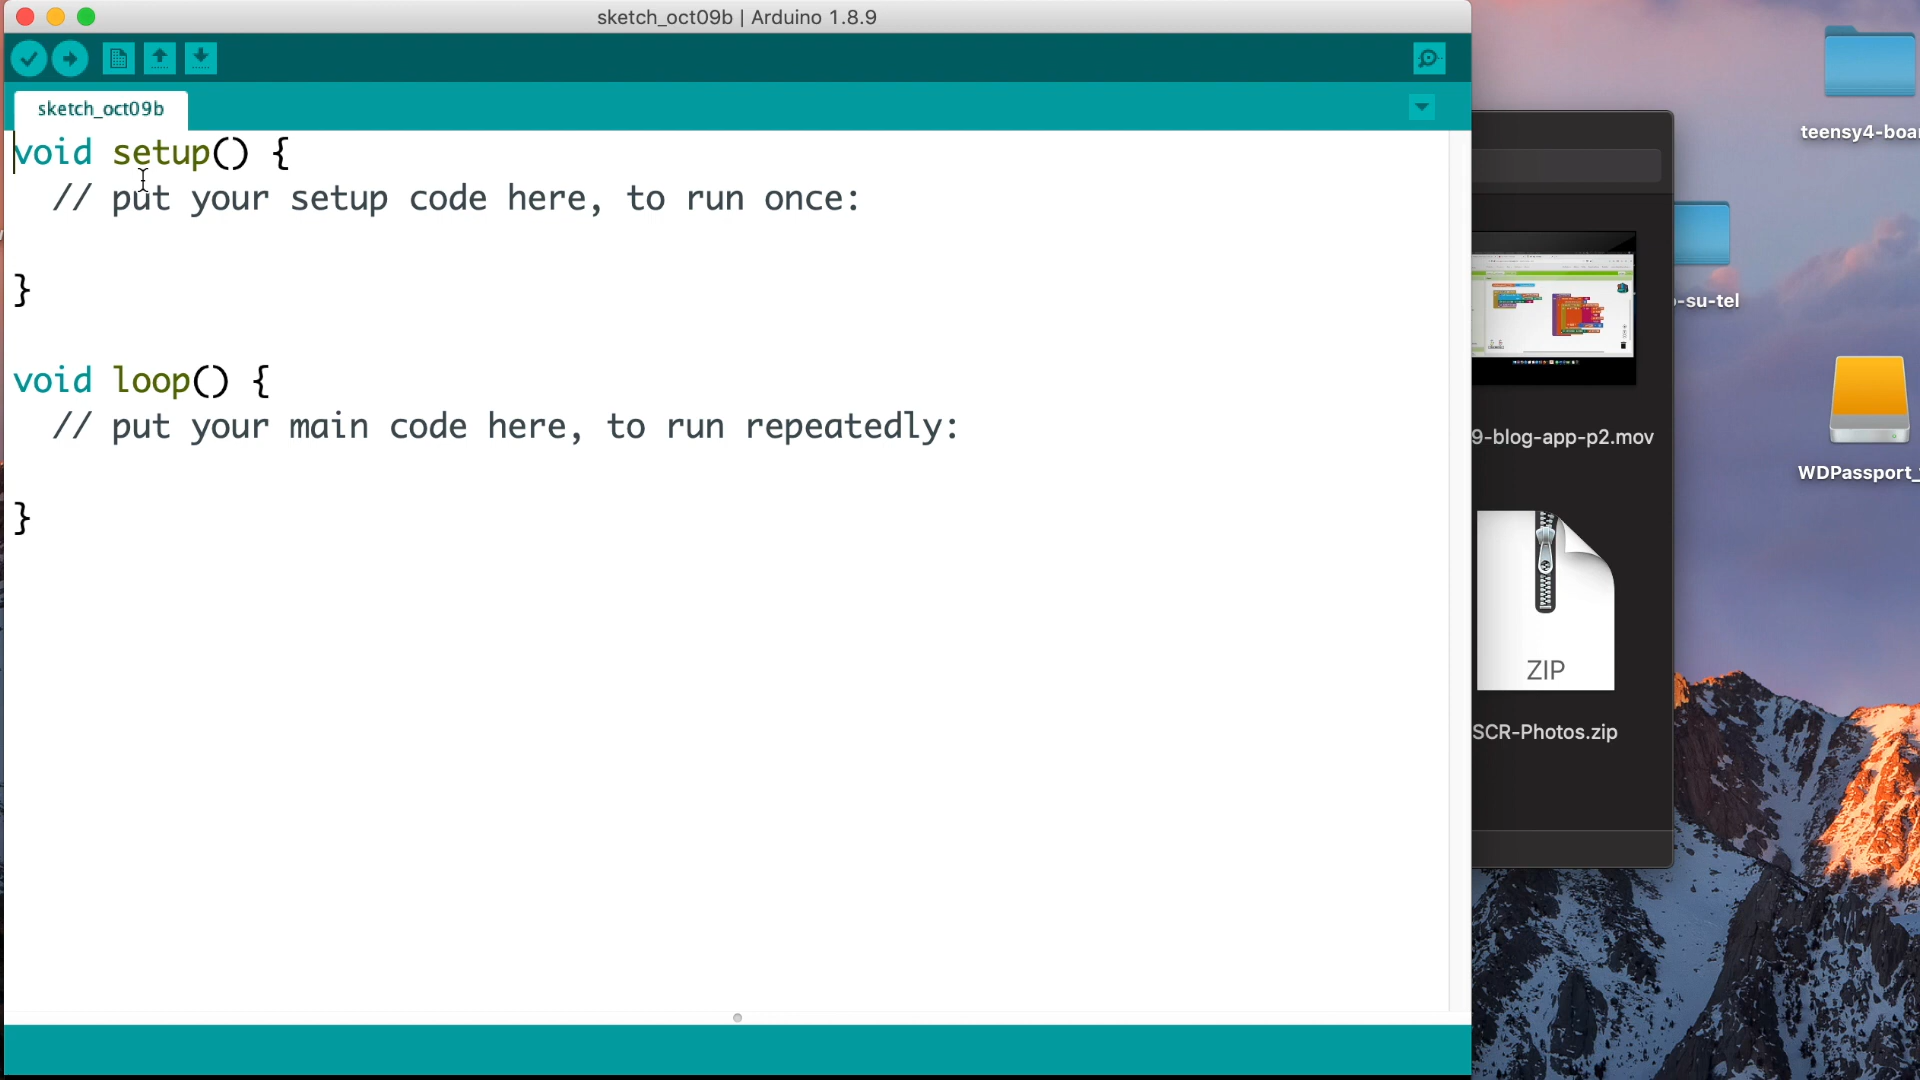 sketch_oct09b | Arduino 1.8.9
sketch_oct09b
void setup() {
// put your setup code here, to run once:
}
void loop() {
// put your main code here, to run repeatedly:
}
teensy4-boa
-su-tel
9-blog-app-p2.mov
WDPassport_
ZIP
SCR-Photos.zip